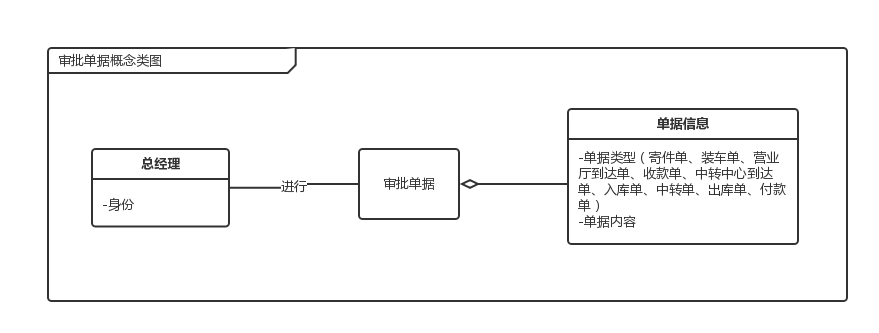 审批单据概念类图
总经理
-身份
进行
审批单据
单据信息
-单据类型（寄件单、装车单、营业
厅到达单、收款单、中转中心到达
单、入库单、中转单、出库单、付款
单）
-单据内容